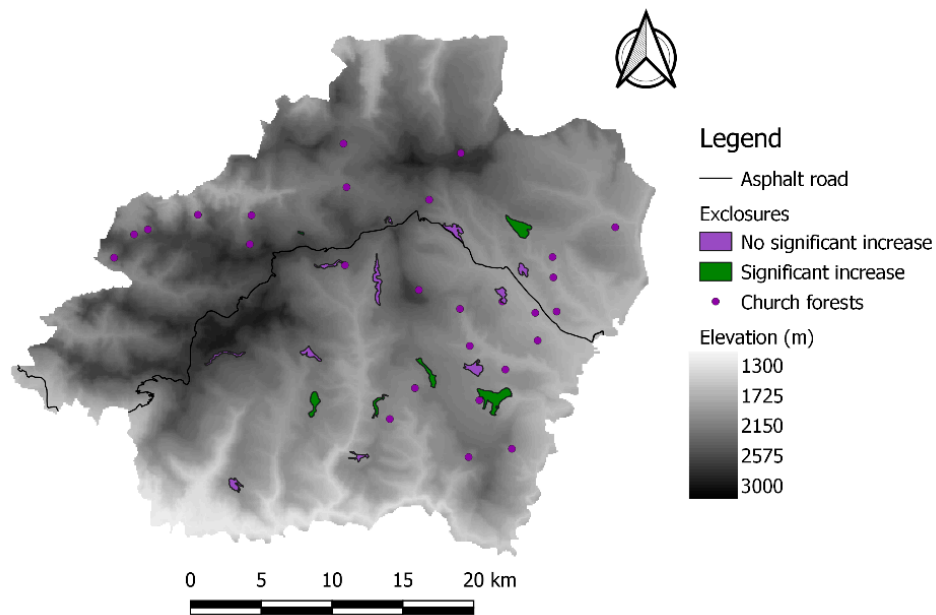 Legend
Asphalt road
Exclosures
No significant increase
Significant increase
Church forests
Elevation (m)
1300
1725
2150
2575
3000
0 5 10 15 20 km